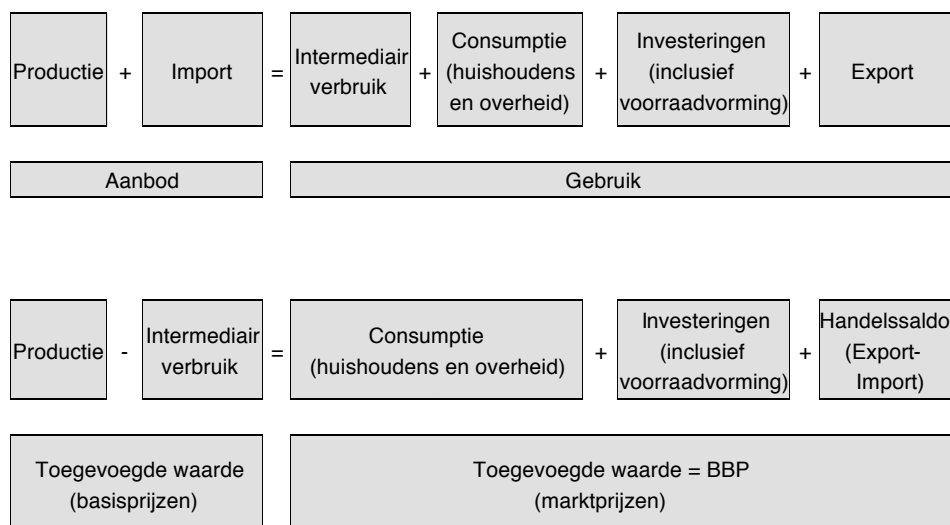 Productie + Import = Intermediair verbruik + Consumptie (huishoudens en overheid) + Investeringen (inclusief voorraadvorming) + Export
Aanbod Gebruik
Productie - Intermediair verbruik = Consumptie (huishoudens en overheid) + Investeringen (inclusief voorraadvorming) + Handelssaldo (Export- Import)
Toegevoegde waarde (basisprijzen) Toegevoegde waarde = BBP (marktprijzen)